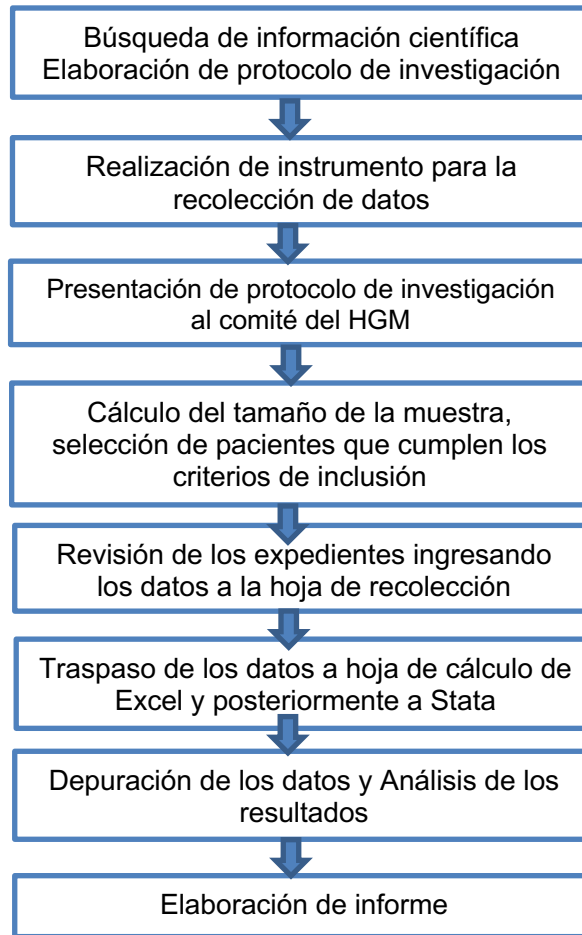 Búsqueda de información científica
Elaboración de protocolo de investigación
Realización de instrumento para la
recolección de datos
Presentación de protocolo de investigación
al comité del HGM
Cálculo del tamaño de la muestra,
selección de pacientes que cumplen los
criterios de inclusión
Revisión de los expedientes ingresando
los datos a la hoja de recolección
Traspaso de los datos a hoja de cálculo de
Excel y posteriormente a Stata
Depuración de los datos y Análisis de los
resultados
Elaboración de informe